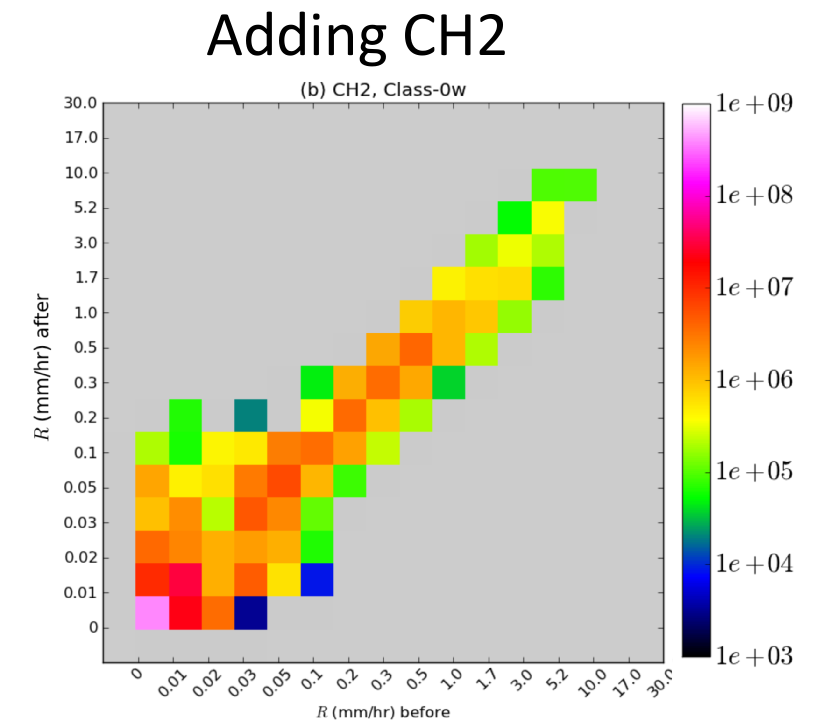 Adding CH2
(b) CH2, Class-0w
30.0
17.0
10.0
5.2
3.0
1.7
1.0
0.5
0.3
0.2
0.1
0.05
0.03
0.02
0.01
0
R (mm/hr) after
0 0.01 0.02 0.03 0.05 0.1 0.2 0.3 0.5 1.0 1.7 3.0 5.2 10.0 17.0 30.0
R (mm/hr) before
1e+09
1e+08
1e+07
1e+06
1e+05
1e+04
1e+03